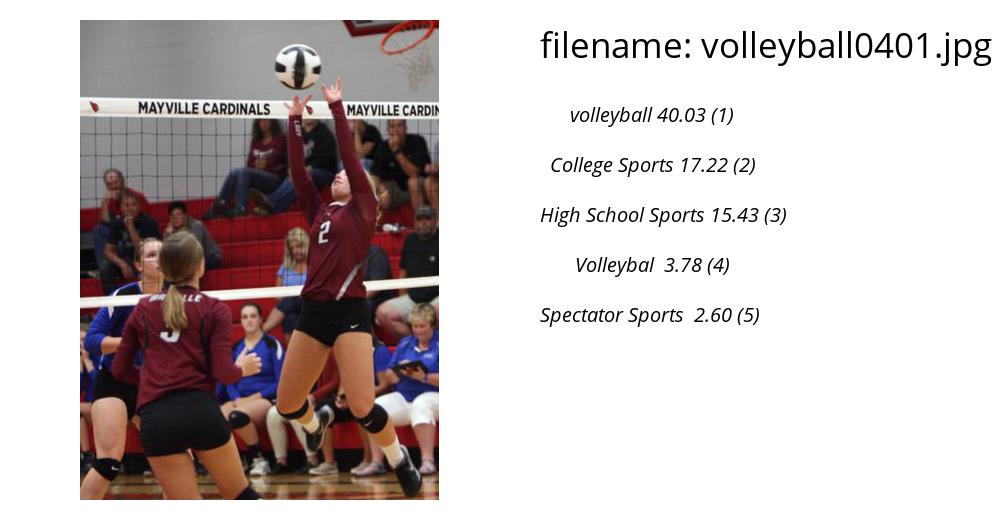 filename: volleyball0401.jpg
volleyball 40.03 (1)
College Sports 17.22 (2)
High School Sports 15.43 (3)
Volleybal  3.78 (4)
Spectator Sports  2.60 (5)
MAYVILLE CARDINALS
MAYVILLE CARDIN
2